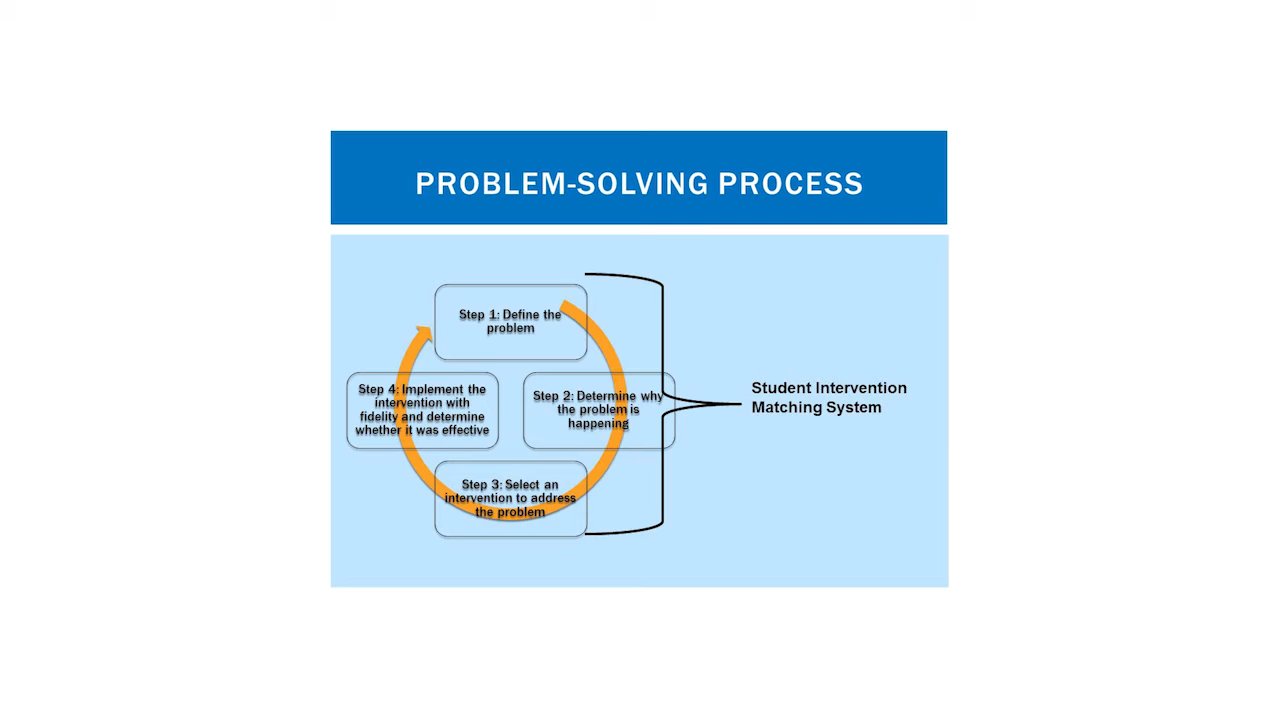 PROBLEM-SOLVING PROCESS
Step 1: Define the
problem
Step 2: Determine why
the problem is
happening
Step 3: Select an
intervention to address
the problem
Step 4: Implement the
intervention with
fidelity and determine
whether it was effective
Student Intervention
Matching System